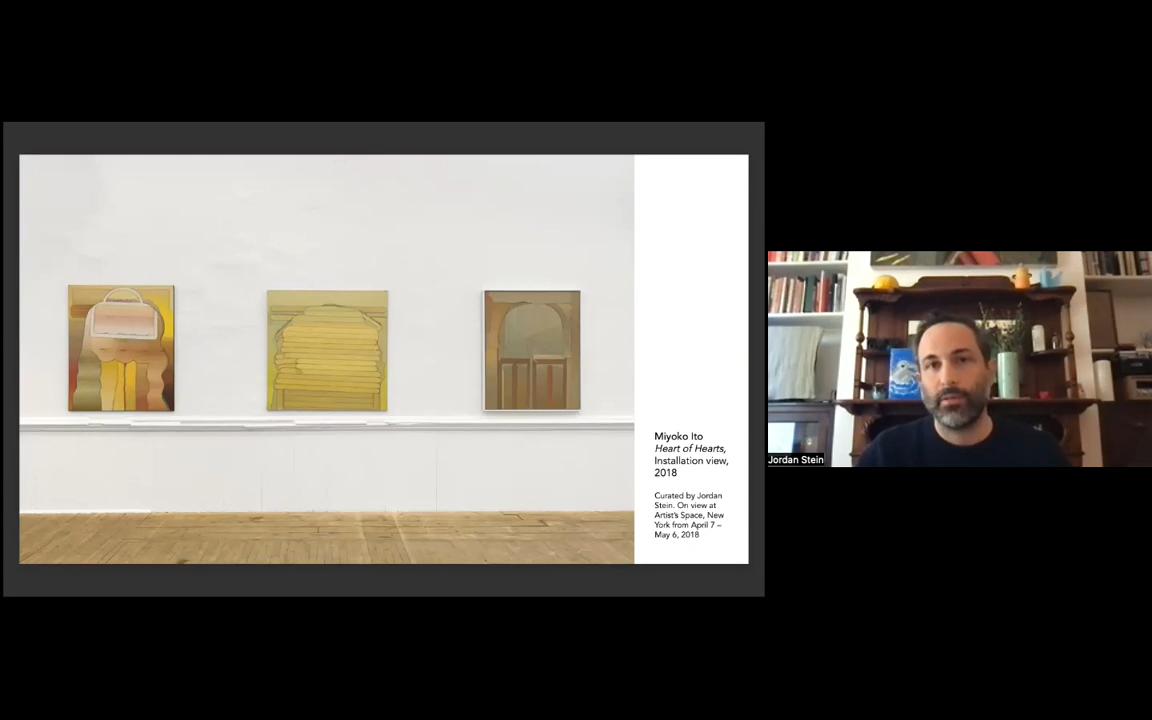 Miyoko Ito
Heart of Hearts,
Installation view,
2018
Curated by Jordan
Stein. On view at
Artist's Space, New
York from April 7 –
May 6, 2018
Jordan Stein